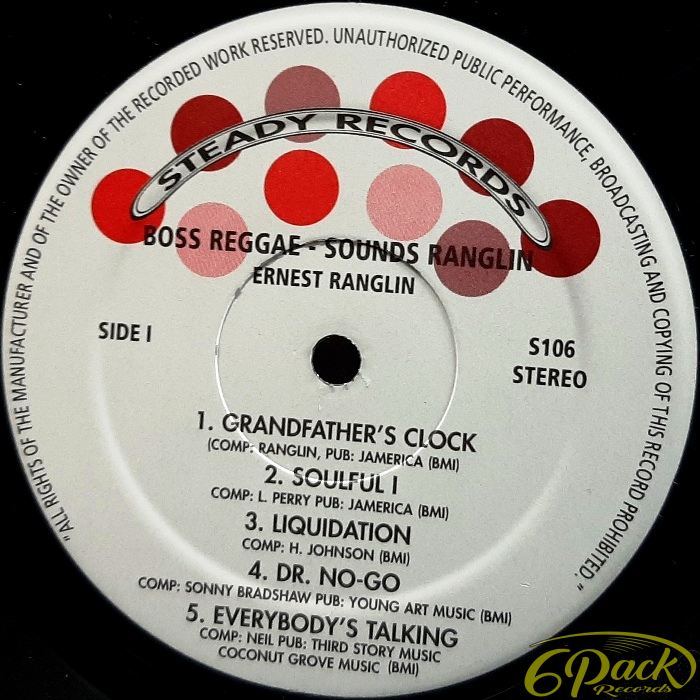 "ALL RIGHTS OF THE MANUFACTURER AND OF THE OWNER OF THE RECORDED WORK RESERVED. UNAUTHORIZED PUBLIC PERFORMANCE, BROADCASTING AND COPYING OF THIS RECORD PROHIBITED."
STEADY RECORDS
BOSS REGGAE - SOUNDS RANGLIN
ERNEST RANGLIN
SIDE I
S106
STEREO
1. GRANDFATHER'S CLOCK
(COMP: RANGLIN, PUB: JAMERICA (BMI)
2. SOULFUL I
COMP: L. PERRY PUB: JAMERICA (BMI)
3. LIQUIDATION
COMP: H. JOHNSON (BMI)
4. DR. NO-GO
COMP: SONNY BRADSHAW PUB: YOUNG ART MUSIC (BMI)
5. EVERYBODY'S TALKING
COMP: NEIL PUB: THIRD STORY MUSIC
COCONUT GROVE MUSIC (BMI)
6Pack
Records